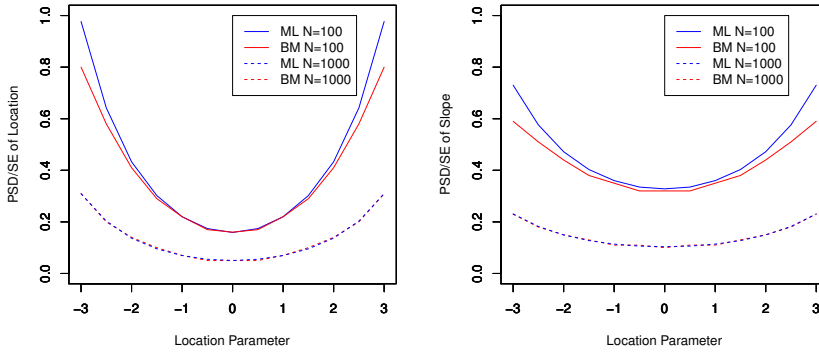 PSD/SE of Location
1.0
0.8
0.6
0.4
0.2
0.0
ML N=100
BM N=100
ML N=1000
BM N=1000
−3 −2 −1 0 1 2 3
Location Parameter
PSD/SE of Slope
1.0
0.8
0.6
0.4
0.2
0.0
ML N=100
BM N=100
ML N=1000
BM N=1000
−3 −2 −1 0 1 2 3
Location Parameter